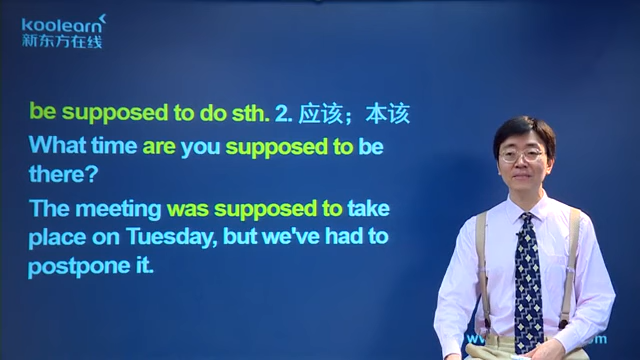 koolearn
新东方在线
be supposed to do sth. 2. 应该；本该
What time are you supposed to be
there?
The meeting was supposed to take
place on Tuesday, but we've had to
postpone it.